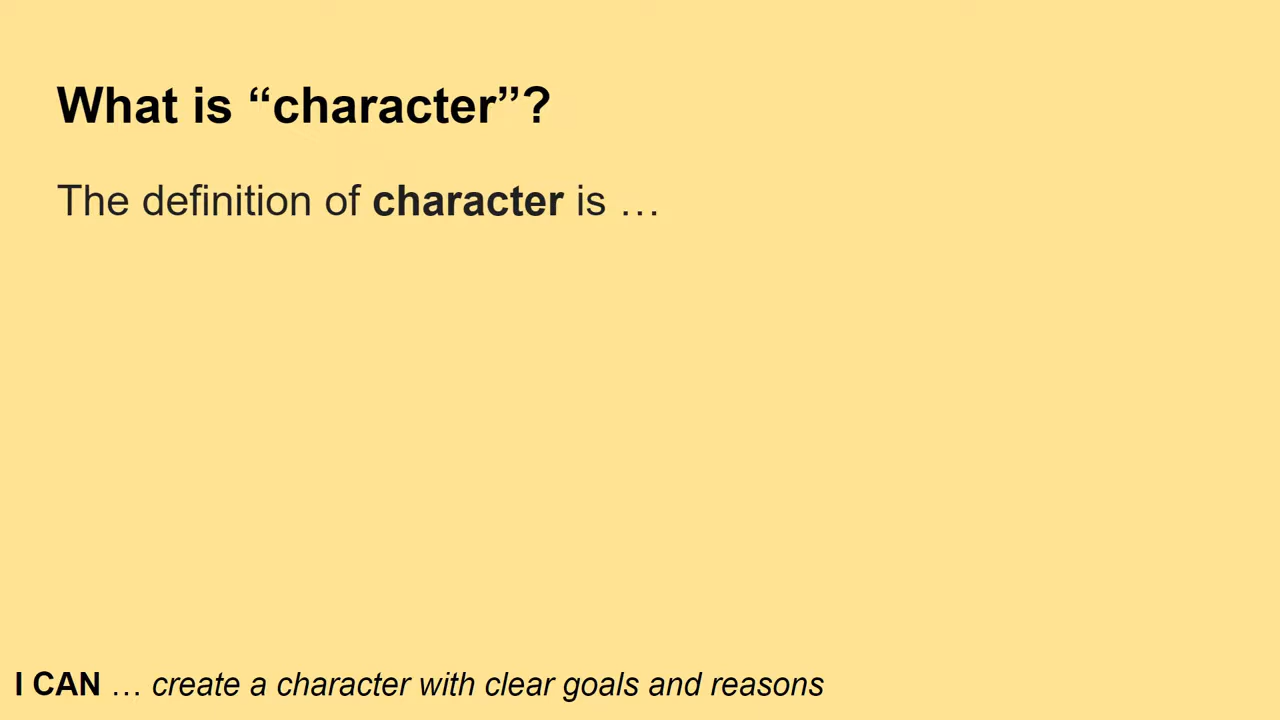 What is “character”?
The definition of character is …
I CAN … create a character with clear goals and reasons